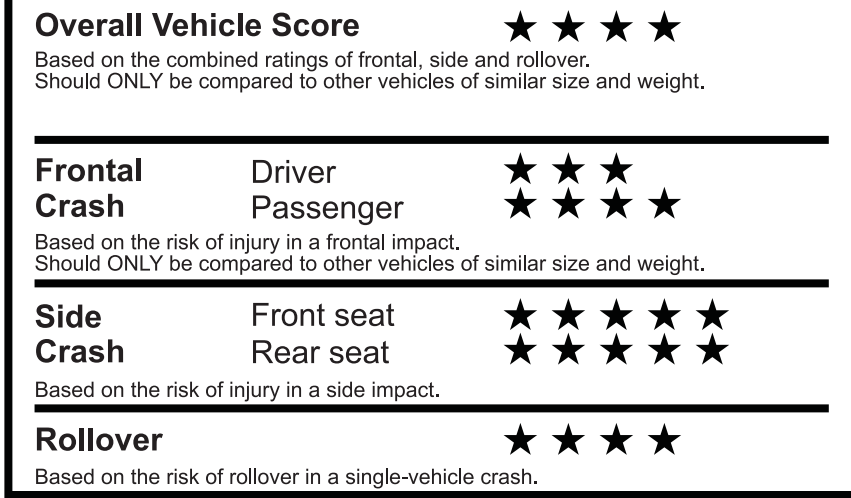 Overall Vehicle Score ★ ★ ★ ★
Based on the combined ratings of frontal, side and rollover.
Should ONLY be compared to other vehicles of similar size and weight.
Frontal Driver ★ ★ ★
Crash Passenger ★ ★ ★ ★
Based on the risk of injury in a frontal impact.
Should ONLY be compared to other vehicles of similar size and weight.
Side Front seat ★ ★ ★ ★ ★
Crash Rear seat ★ ★ ★ ★ ★
Based on the risk of injury in a side impact.
Rollover ★ ★ ★ ★
Based on the risk of rollover in a single-vehicle crash.